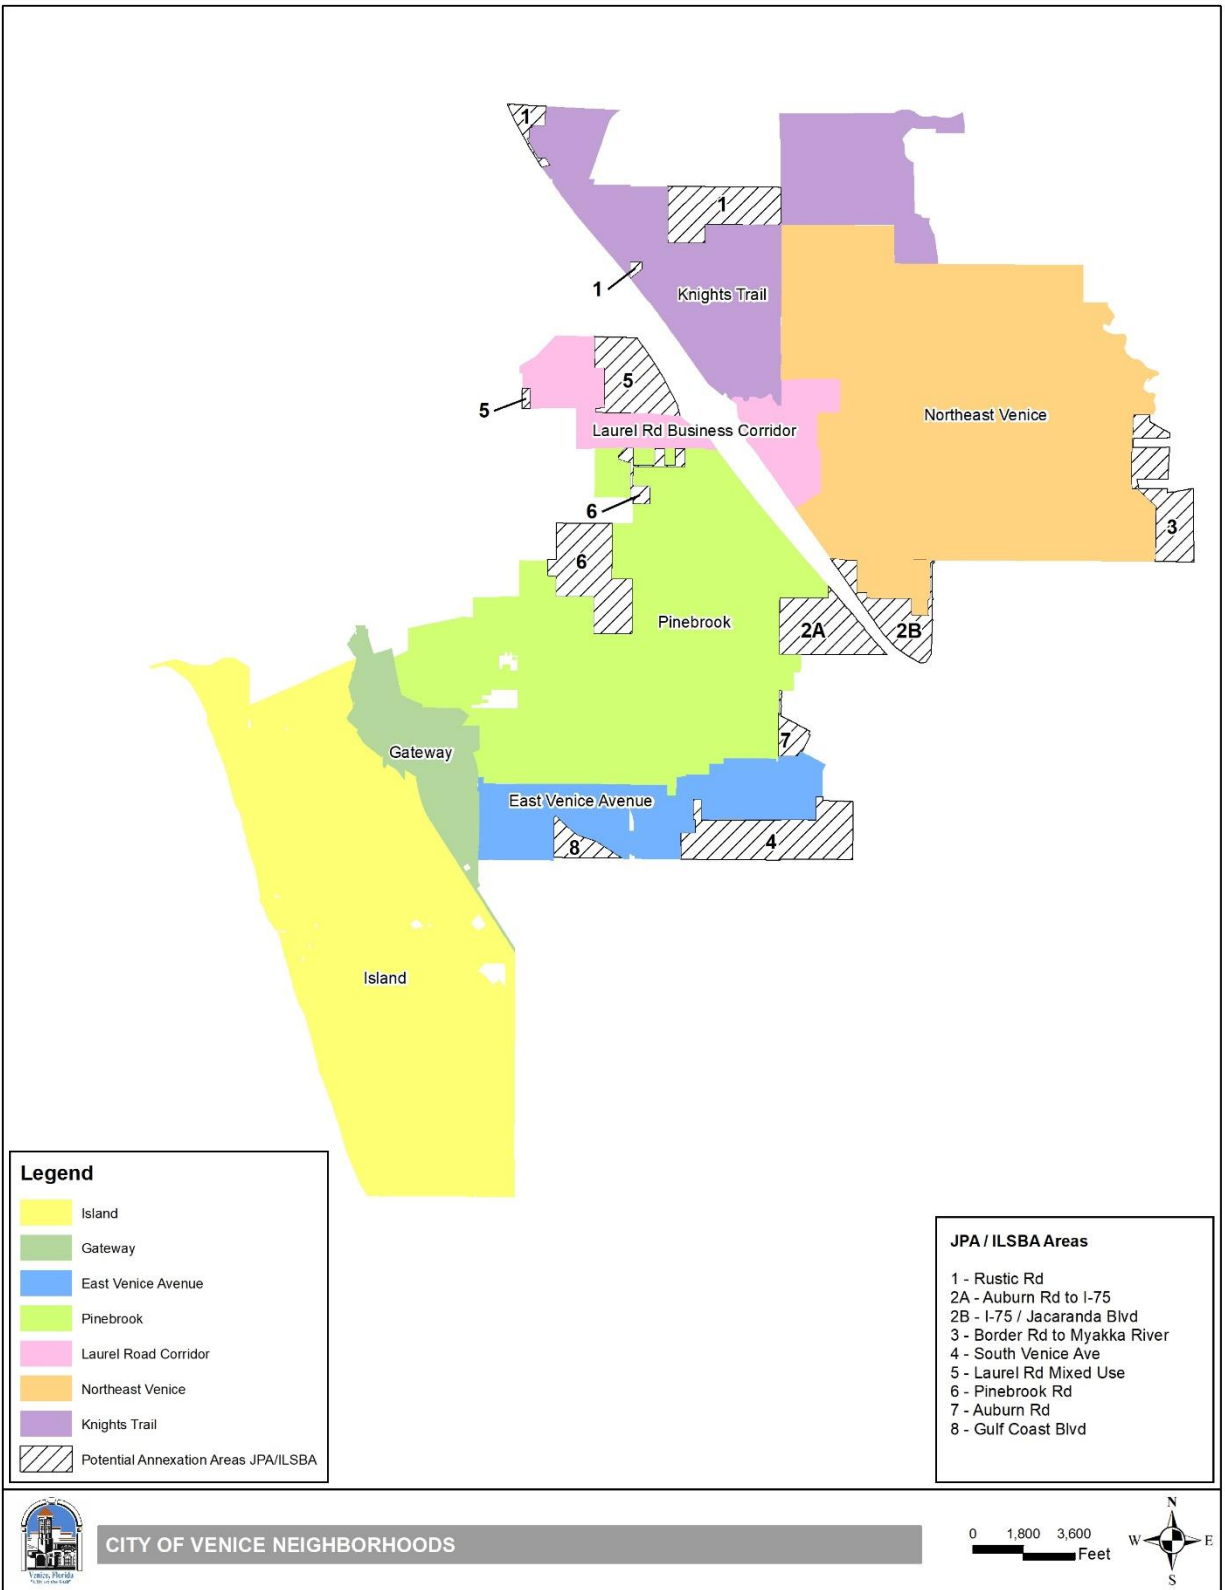 1
1
1
Knights Trail
5
5
Northeast Venice
Laurel Rd Business Corridor
6
3
6
Pinebrook
2A
2B
7
Gateway
East Venice Avenue
8
4
Island
Legend
Island
Gateway
East Venice Avenue
Pinebrook
Laurel Road Corridor
Northeast Venice
Knights Trail
Potential Annexation Areas JPA/ILSBA
JPA / ILSBA Areas
1 - Rustic Rd
2A - Auburn Rd to I-75
2B - I-75 / Jacaranda Blvd
3 - Border Rd to Myakka River
4 - South Venice Ave
5 - Laurel Rd Mixed Use
6 - Pinebrook Rd
7 - Auburn Rd
8 - Gulf Coast Blvd
Venice, Florida
CITY OF VENICE NEIGHBORHOODS
0 1,800 3,600
Feet
N
W E
S